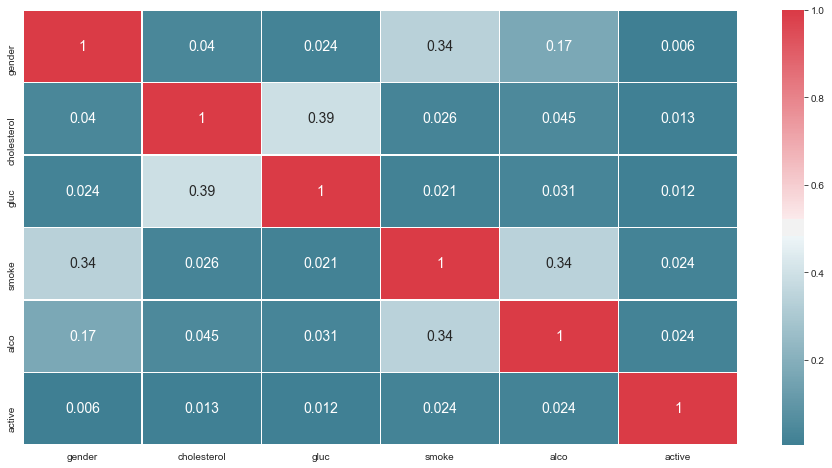 gender 1 0.04 0.024 0.34 0.17 0.006
cholesterol 0.04 1 0.39 0.026 0.045 0.013
gluc 0.024 0.39 1 0.021 0.031 0.012
smoke 0.34 0.026 0.021 1 0.34 0.024
alco 0.17 0.045 0.031 0.34 1 0.024
active 0.006 0.013 0.012 0.024 0.024 1
gender cholesterol gluc smoke alco active
1.0
0.8
0.6
0.4
0.2